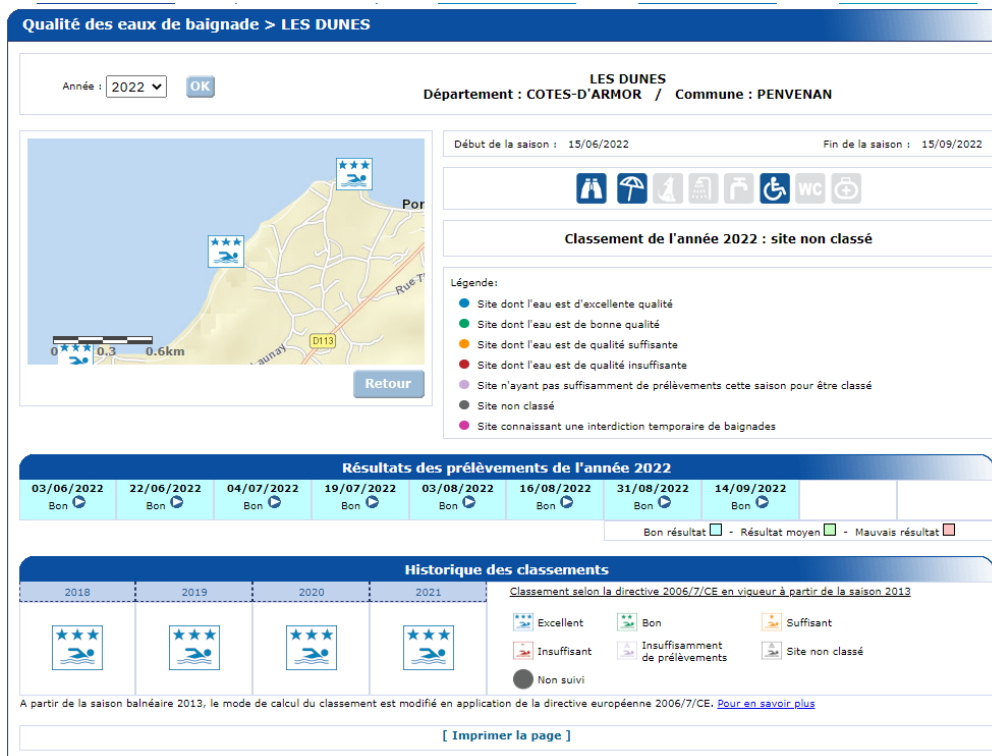 Qualité des eaux de baignade > LES DUNES
Année : 2022 OK
LES DUNES
Département : COTES-D'ARMOR / Commune : PENVENAN
Début de la saison : 15/06/2022 Fin de la saison : 15/09/2022
WC
Classement de l'année 2022 : site non classé
Por
Rue T
D113
aunay
0 0.3 0.6km
Retour
Légende:
Site dont l'eau est d'excellente qualité
Site dont l'eau est de bonne qualité
Site dont l'eau est de qualité suffisante
Site dont l'eau est de qualité insuffisante
Site n'ayant pas suffisamment de prélèvements cette saison pour être classé
Site non classé
Site connaissant une interdiction temporaire de baignades
Résultats des prélèvements de l'année 2022
03/06/2022 22/06/2022 04/07/2022 19/07/2022 03/08/2022 16/08/2022 31/08/2022 14/09/2022
Bon Bon Bon Bon Bon Bon Bon Bon
Bon résultat - Résultat moyen - Mauvais résultat
Historique des classements
2018 2019 2020 2021
Classement selon la directive 2006/7/CE en vigueur à partir de la saison 2013
Excellent Bon Suffisant
Insuffisant Insuffisamment de prélèvements Site non classé
Non suivi
A partir de la saison balnéaire 2013, le mode de calcul du classement est modifié en application de la directive européenne 2006/7/CE. Pour en savoir plus
[ Imprimer la page ]